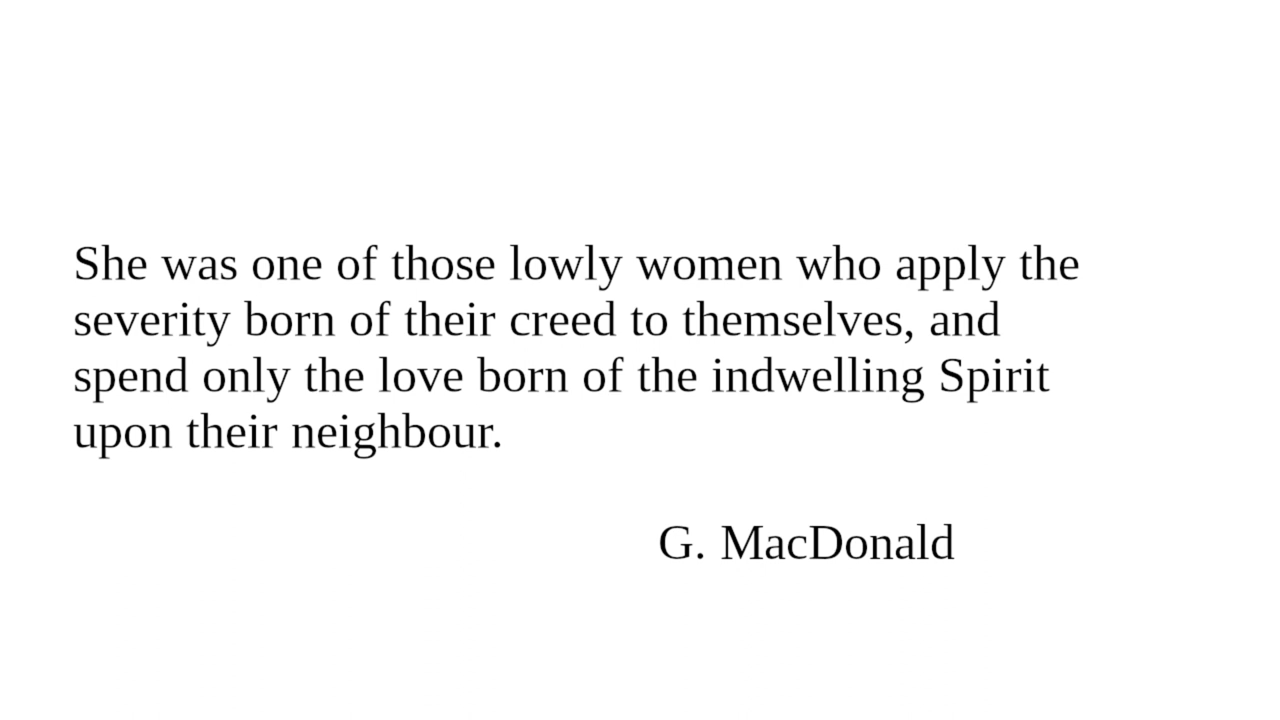 She was one of those lowly women who apply the
severity born of their creed to themselves, and
spend only the love born of the indwelling Spirit
upon their neighbour.
G. MacDonald